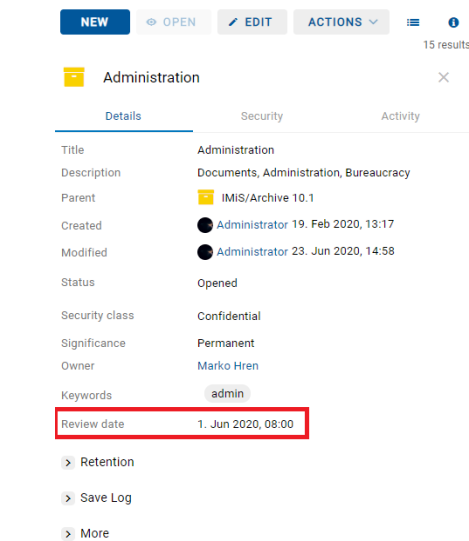 NEW OPEN EDIT ACTIONS
15 results
Administration
Details Security Activity
Title Administration
Description Documents, Administration, Bureaucracy
Parent IMiS/Archive 10.1
Created Administrator 19. Feb 2020, 13:17
Modified Administrator 23. Jun 2020, 14:58
Status Opened
Security class Confidential
Significance Permanent
Owner Marko Hren
Keywords admin
Review date 1. Jun 2020, 08:00
Retention
Save Log
More